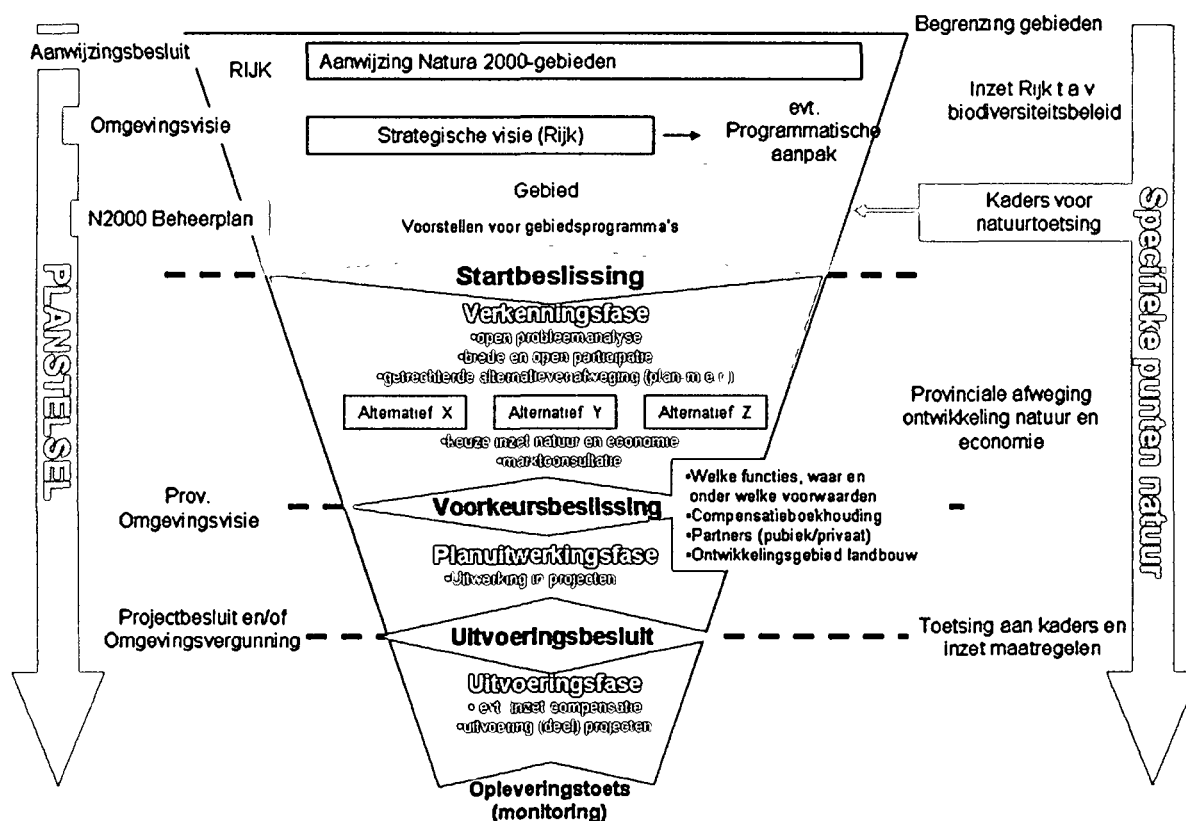 Aanwijzingsbesluit
Omgevingsvisie
N2000 Beheerplan
PLANSTELSEL
Prov.
Omgevingsvisie
Projectbesluit en/of
Omgevingsvergunning
RIJK
Aanwijzing Natura 2000-gebieden
Strategische visie (Rijk)
evt.
Programmatische
aanpak
Gebied
Voorstellen voor gebiedsprogramma's
Startbeslissing
Verkenningsfase
•open probleemanalyse
•brede en open participatie
•getrechterde alternatievenafweging (plan-m e r)
Alternatief X
Alternatief Y
Alternatief Z
•keuze inzet natuur en economie
•marktconsultatie
Voorkeursbeslissing
•Welke functies, waar en
onder welke voorwaarden
•Compensatieboekhouding
•Partners (pubiek/privaat)
•Ontwikkelingsgebied landbouw
Planuitwerkingsfase
•Uitwerking in projecten
Uitvoeringsbesluit
Uitvoeringsfase
• evt inzet compensatie
•uitvoering (deel) projecten
Opleveringstoets
(monitoring)
Begrenzing gebieden
Inzet Rijk t a v
biodiversiteitsbeleid
Kaders voor
natuurtoetsing
Specifieke punten natuur
Provinciale afweging
ontwikkeling natuur en
economie
Toetsing aan kaders en
inzet maatregelen